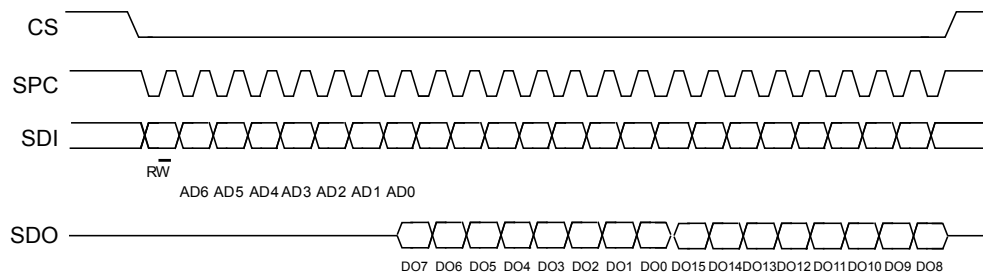 CS
SPC
SDI
RW
AD6 AD5 AD4 AD3 AD2 AD1 AD0
SDO
DO7 DO6 DO5 DO4 DO3 DO2 DO1 DO0 DO15 DO14 DO13 DO12 DO11 DO10 DO9 DO8